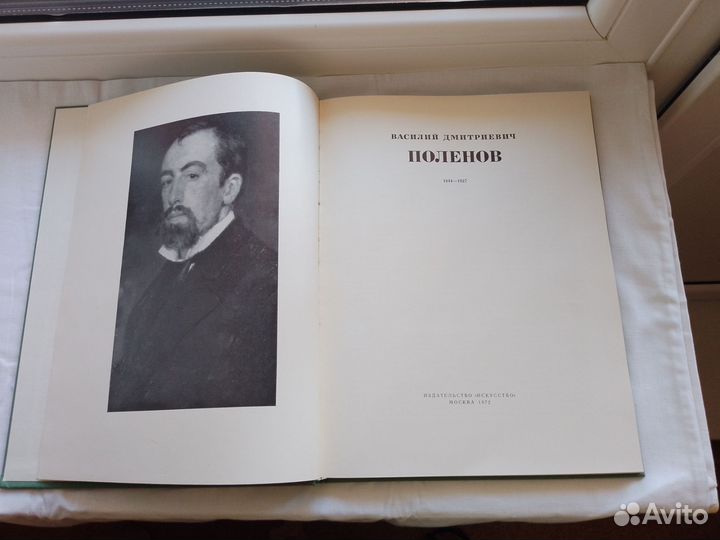 ВАСИЛИЙ ДМИТРИЕВИЧ
ПОЛЕНОВ
1844—1927
ИЗДАТЕЛЬСТВО «ИСКУССТВО»
МОСКВА 1972
Avito